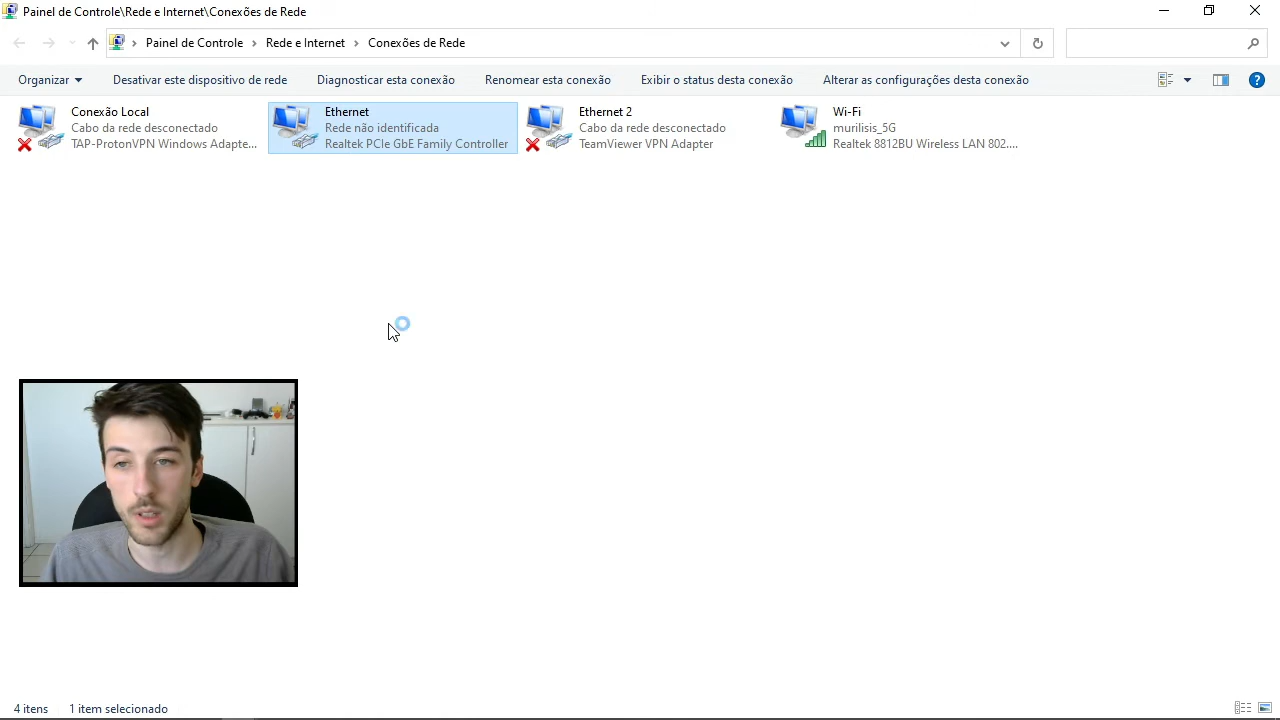 Painel de Controle\Rede e Internet\Conexões de Rede
Painel de Controle > Rede e Internet > Conexões de Rede
Organizar Desativar este dispositivo de rede Diagnosticar esta conexão Renomear esta conexão Exibir o status desta conexão Alterar as configurações desta conexão
Conexão Local
Cabo da rede desconectado
TAP-ProtonVPN Windows Adapte...
Ethernet
Rede não identificada
Realtek PCIe GbE Family Controller
Ethernet 2
Cabo da rede desconectado
TeamViewer VPN Adapter
Wi-Fi
murilisis_5G
Realtek 8812BU Wireless LAN 802....
4 itens 1 item selecionado